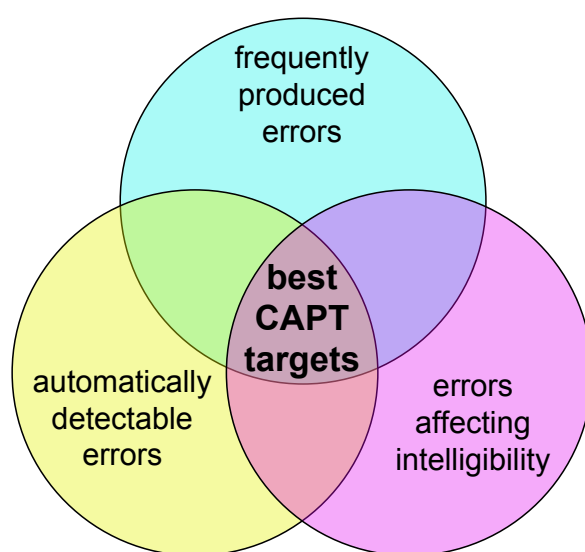 frequently
produced
errors
best
CAPT
targets
automatically
detectable
errors
errors
affecting
intelligibility